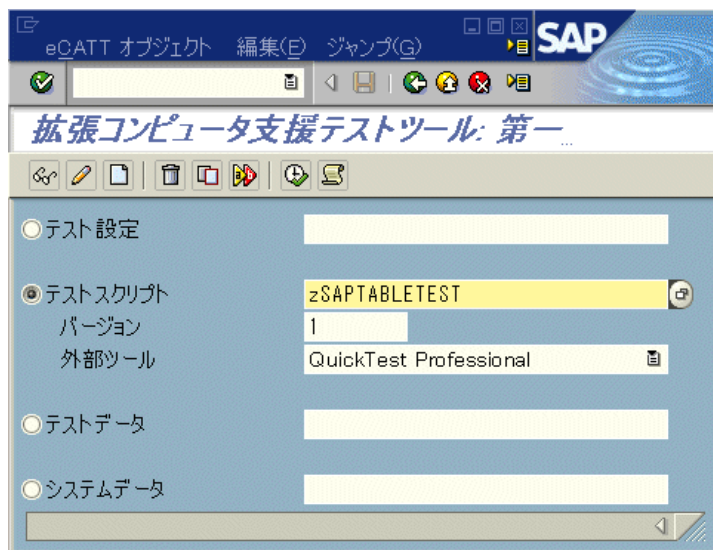 eCATT オブジェクト 編集(E) ジャンプ(G)
SAP
拡張コンピュータ支援テストツール: 第一...
テスト設定
テストスクリプト zSAPTABLETEST
バージョン 1
外部ツール QuickTest Professional
テストデータ
システムデータ